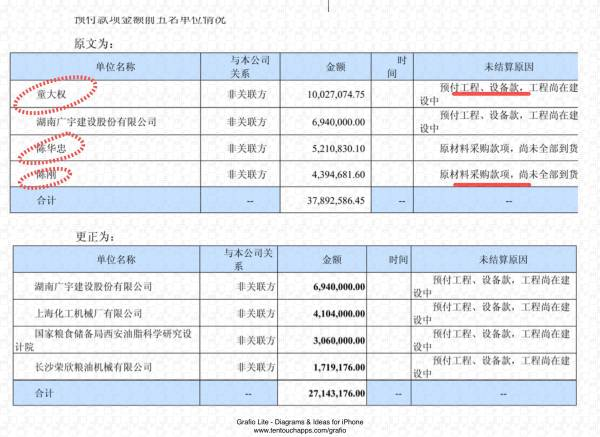 预付款项金额前五名单位情况
原文为：
单位名称 与本公司关系 金额 时间 未结算原因
童大权 非关联方 10,027,074.75 预付工程、设备款，工程尚在建设中
湖南广宇建设股份有限公司 非关联方 6,940,000.00 预付工程、设备款，工程尚在建设中
陈华忠 非关联方 5,210,830.10 原材料采购款项，尚未全部到货
陈刚 非关联方 4,394,681.60 原材料采购款项，尚未全部到货
合计 -- 37,892,586.45 -- --
更正为：
单位名称 与本公司关系 金额 时间 未结算原因
湖南广宇建设股份有限公司 非关联方 6,940,000.00 预付工程、设备款，工程尚在建设中
上海化工机械厂有限公司 非关联方 4,104,000.00 预付工程、设备款，工程尚在建设中
国家粮食储备局西安油脂科学研究设计院 非关联方 3,060,000.00 预付工程、设备款，工程尚在建设中
长沙荣欣粮油机械有限公司 非关联方 1,719,176.00 预付工程、设备款，工程尚在建设中
合计 -- 27,143,176.00 -- --
Grafio Lite - Diagrams & Ideas for iPhone
www.tentouchapps.com/grafio